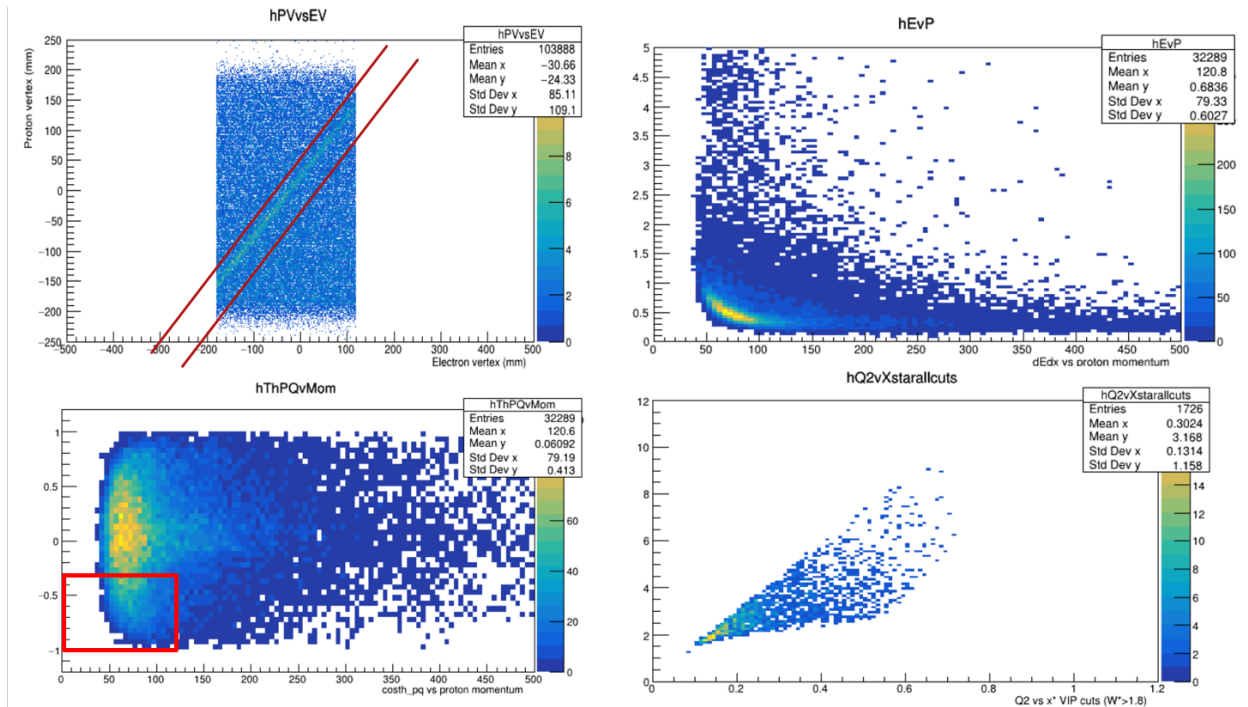 hPVvsEV
hPVvsEV
Entries 103888
Mean x −30.66
Mean y −24.33
Std Dev x 85.11
Std Dev y 109.1
Proton vertex (mm)
250
200
150
100
50
0
−50
−100
−150
−200
−250
−500 −400 −300 −200 −100 0 100 200 300 400 500
Electron vertex (mm)
8
6
4
2
0
hEvP
hEvP
Entries 32289
Mean x 120.8
Mean y 0.6836
Std Dev x 79.33
Std Dev y 0.6027
5
4.5
4
3.5
3
2.5
2
1.5
1
0.5
0
0 50 100 150 200 250 300 350 400 450 500
dEdx vs proton momentum
200
150
100
50
0
hThPQvMom
hThPQvMom
Entries 32289
Mean x 120.6
Mean y 0.06092
Std Dev x 79.19
Std Dev y 0.413
1
0.5
0
−0.5
−1
0 50 100 150 200 250 300 350 400 450 500
costh_pq vs proton momentum
60
40
20
0
hQ2vXstarallcuts
hQ2vXstarallcuts
Entries 1726
Mean x 0.3024
Mean y 3.168
Std Dev x 0.1314
Std Dev y 1.158
12
10
8
6
4
2
0
0 0.2 0.4 0.6 0.8 1 1.2
Q2 vs x* VIP cuts (W*>1.8)
14
12
10
8
6
4
2
0